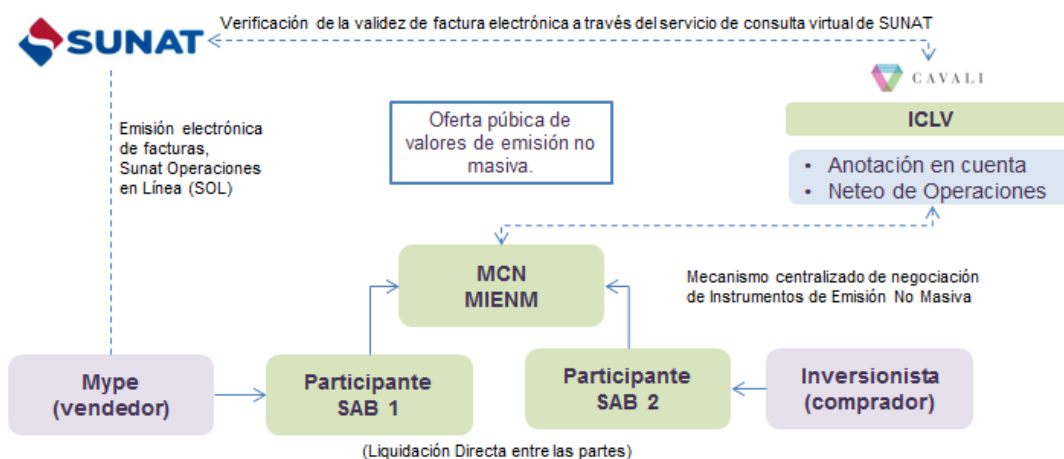 Verificación de la validez de factura electrónica a través del servicio de consulta virtual de SUNAT
SUNAT
CAVALI
ICLV
• Anotación en cuenta
• Neteo de Operaciones
Emisión electrónica
de facturas,
Sunat Operaciones
en Línea (SOL)
Oferta púbica de
valores de emisión no
masiva.
MCN
MIENM
Mecanismo centralizado de negociación
de Instrumentos de Emisión No Masiva
Mype
(vendedor)
Participante
SAB 1
Participante
SAB 2
Inversionista
(comprador)
(Liquidación Directa entre las partes)